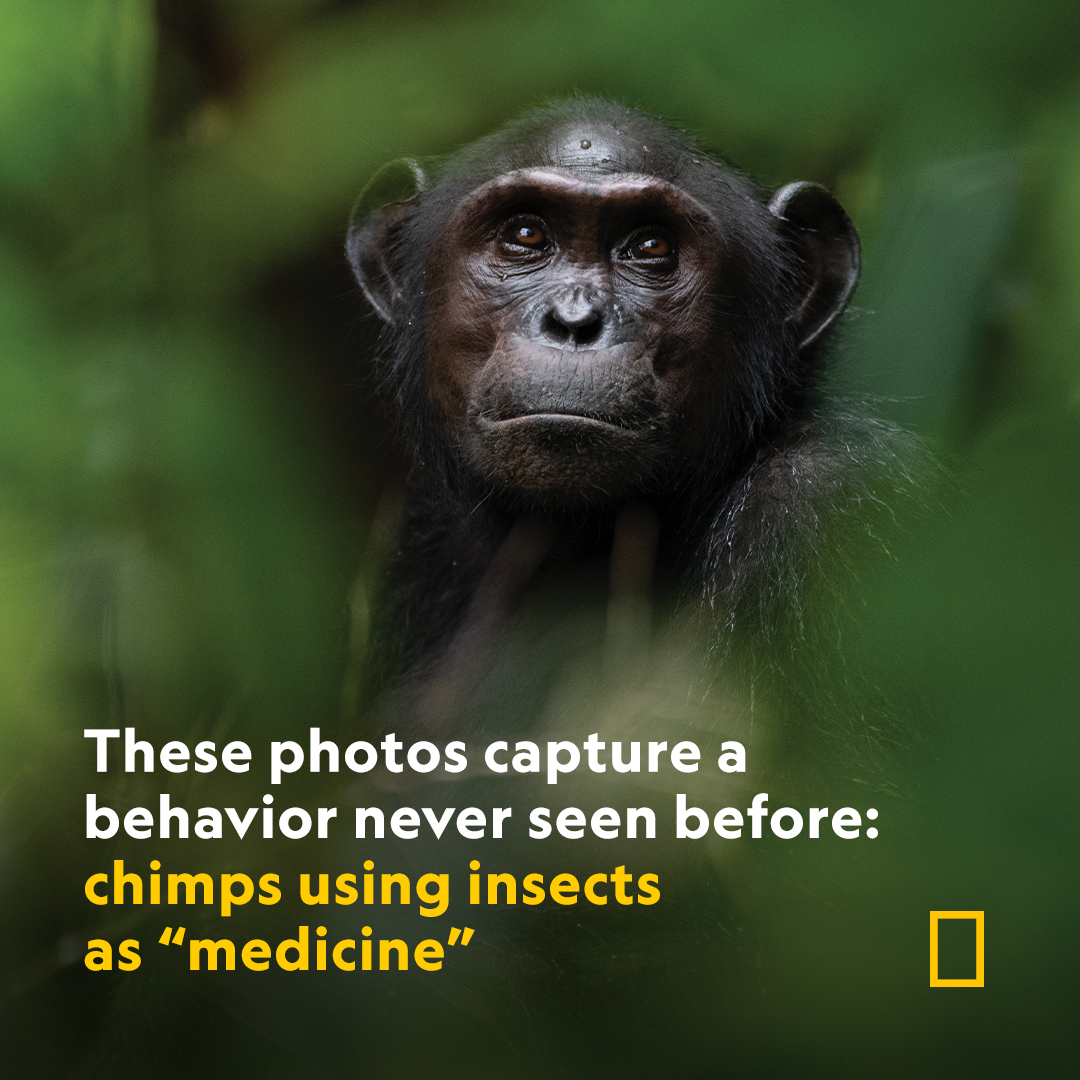 These photos capture a
behavior never seen before:
chimps using insects
as “medicine”